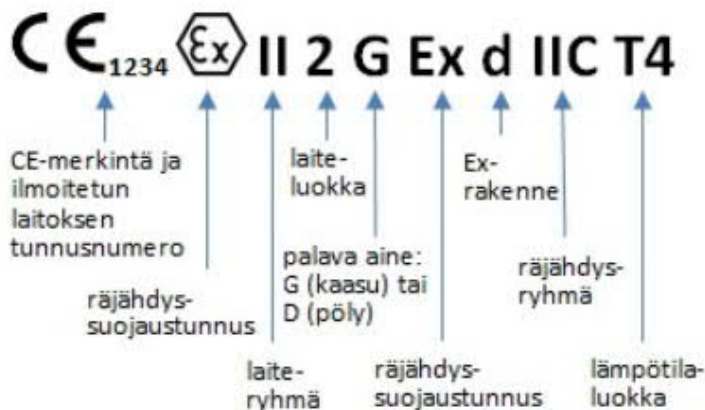 CE 1234 Ex II 2 G Ex d IIC T4
CE-merkintä ja
ilmoitetun
laitoksen
tunnusnumero
räjähdys-
suojaustunnus
laite-
ryhmä
laite-
luokka
palava aine:
G (kaasu) tai
D (pöly)
räjähdys-
suojaustunnus
Ex-
rakenne
räjähdys-
ryhmä
lämpötila-
luokka